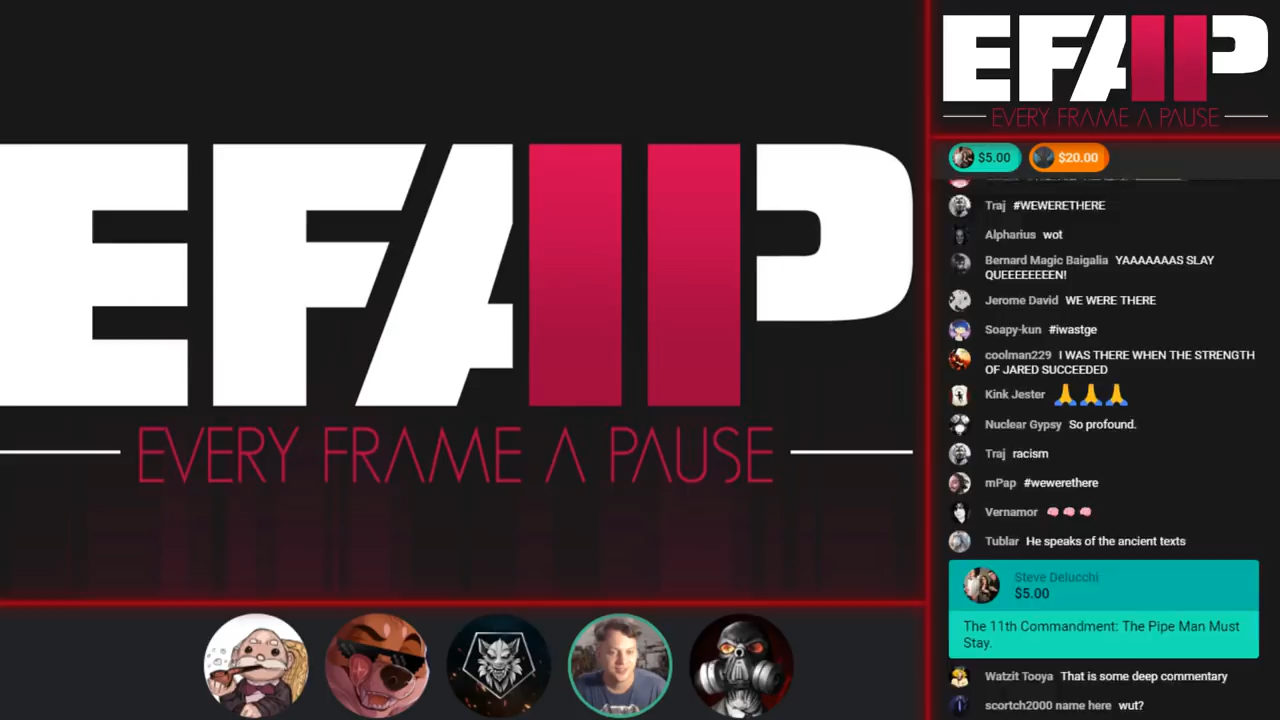 EFAP
EVERY FRAME A PAUSE
EFAP
EVERY FRAME A PAUSE
$5.00
$20.00
Traj #WEWERETHERE
Alpharius wot
Bernard Magic Baigalia YAAAAAAS SLAY
QUEEEEEEEN!
Jerome David WE WERE THERE
Soapy-kun #iwastge
coolman229 I WAS THERE WHEN THE STRENGTH
OF JARED SUCCEEDED
Kink Jester 🙏🙏🙏
Nuclear Gypsy So profound.
Traj racism
mPap #wewerethere
Vernamor 🧠🧠🧠
Tublar He speaks of the ancient texts
Steve Delucchi
$5.00
The 11th Commandment: The Pipe Man Must
Stay.
Watzit Tooya That is some deep commentary
scortch2000 name here wut?